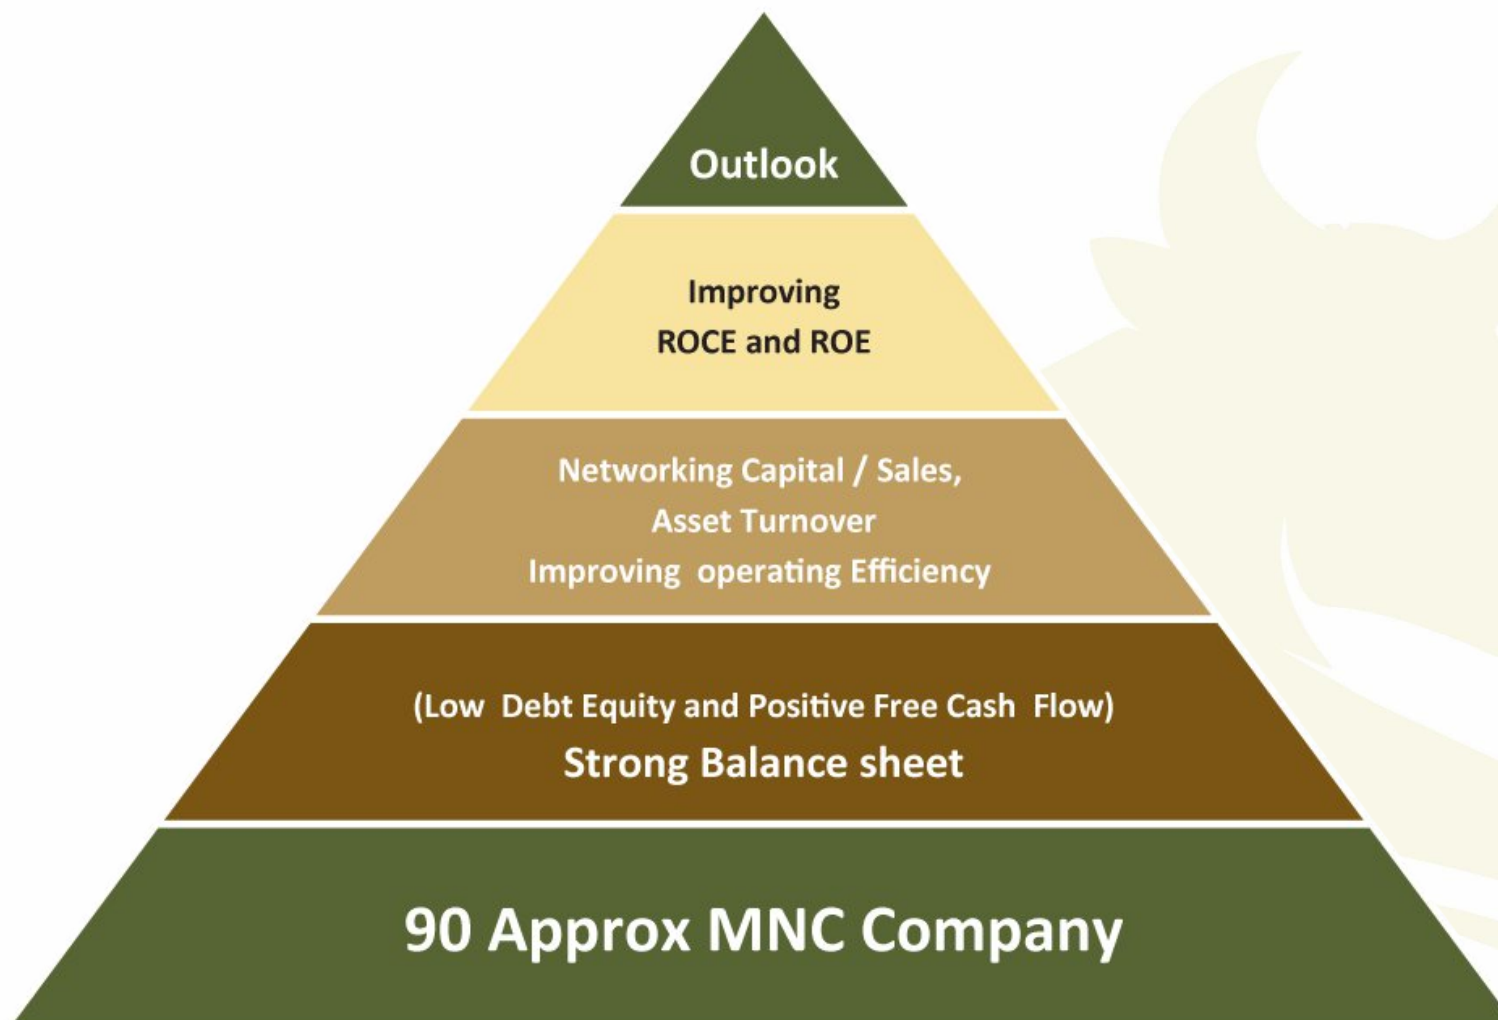 Outlook
Improving
ROCE and ROE
Networking Capital / Sales,
Asset Turnover
Improving  operating Efficiency
(Low  Debt Equity and Positive Free Cash  Flow)
Strong Balance sheet
90 Approx MNC Company